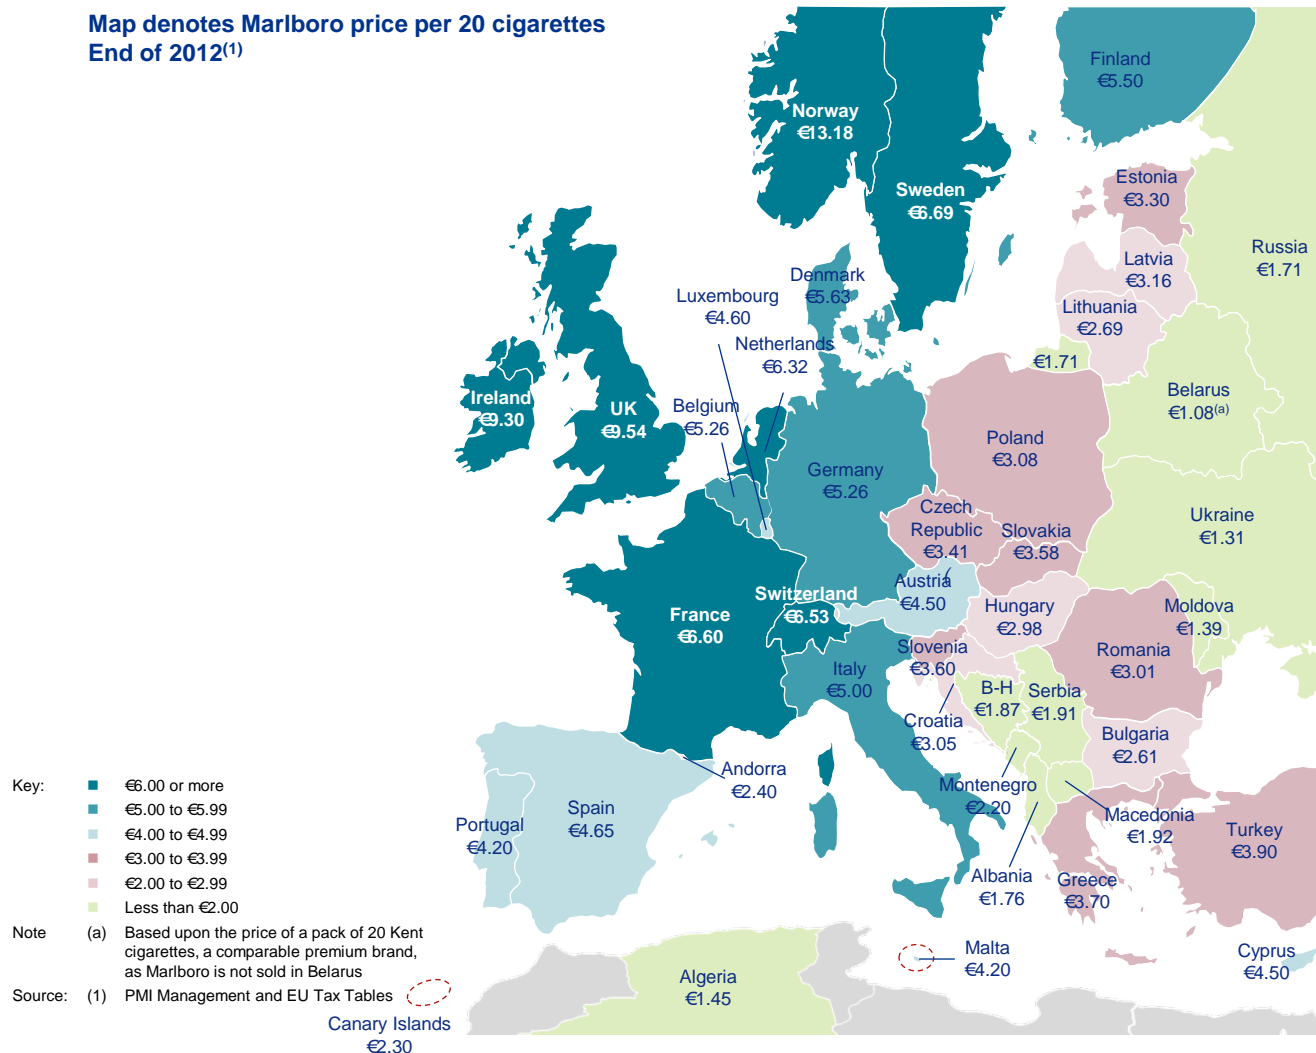 Map denotes Marlboro price per 20 cigarettes
End of 2012(1)
Finland
€5.50
Norway
€13.18
Sweden
€6.69
Estonia
€3.30
Russia
€1.71
Latvia
€3.16
Denmark
€5.63
Luxembourg
€4.60
Lithuania
€2.69
Netherlands
€6.32
€1.71
Belarus
€1.08(a)
Ireland
€9.30
UK
€9.54
Belgium
€5.26
Poland
€3.08
Germany
€5.26
Czech
Republic
€3.41
Slovakia
€3.58
Ukraine
€1.31
Austria
€4.50
Switzerland
€6.53
France
€6.60
Hungary
€2.98
Moldova
€1.39
Slovenia
€3.60
Romania
€3.01
Italy
€5.00
B-H
€1.87
Serbia
€1.91
Croatia
€3.05
Bulgaria
€2.61
Andorra
€2.40
Montenegro
€2.20
Macedonia
€1.92
Spain
€4.65
Portugal
€4.20
Turkey
€3.90
Albania
€1.76
Greece
€3.70
Malta
€4.20
Cyprus
€4.50
Algeria
€1.45
Key:
€6.00 or more
€5.00 to €5.99
€4.00 to €4.99
€3.00 to €3.99
€2.00 to €2.99
Less than €2.00
Note (a) Based upon the price of a pack of 20 Kent
cigarettes, a comparable premium brand,
as Marlboro is not sold in Belarus
Source: (1) PMI Management and EU Tax Tables
Canary Islands
€2.30